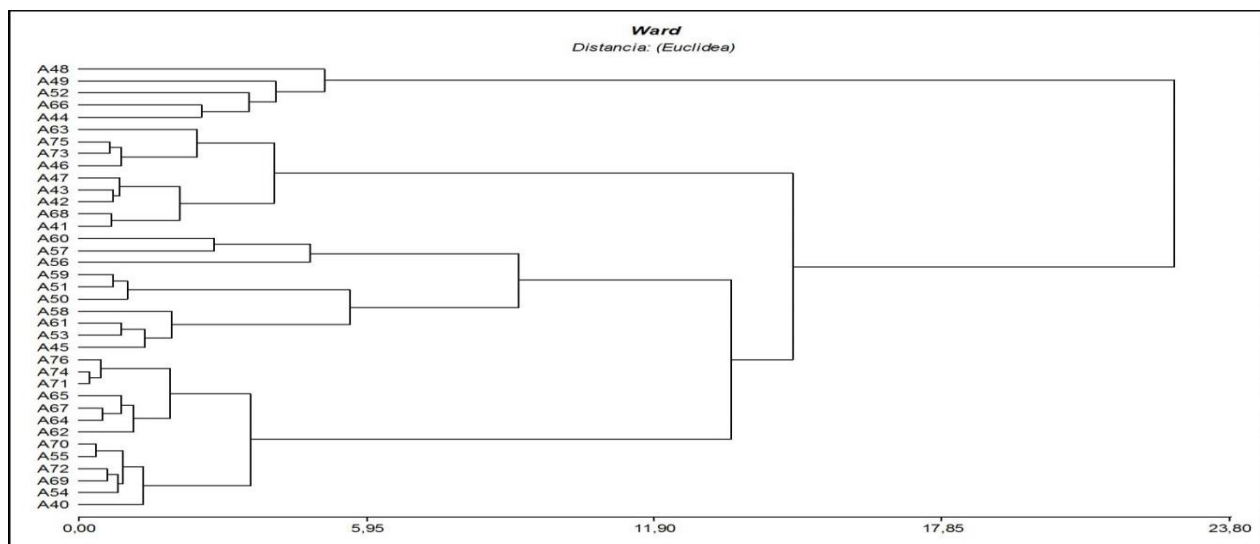 Ward
Distancia: (Euclidea)
A48
A49
A52
A66
A44
A63
A75
A73
A46
A47
A43
A42
A68
A41
A60
A57
A56
A59
A51
A50
A58
A61
A53
A45
A76
A74
A71
A65
A67
A64
A62
A70
A55
A72
A69
A54
A40
0,00 5,95 11,90 17,85 23,80